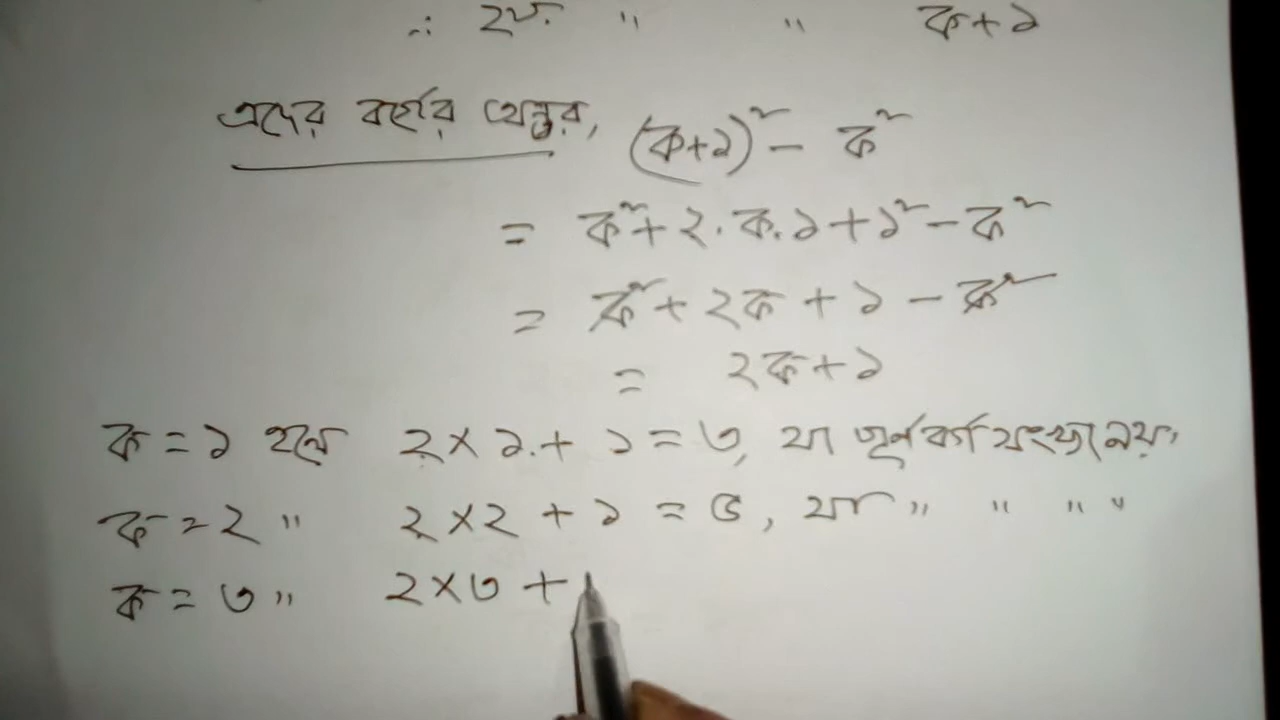 ∴ ২য় " " ক+১
এদের বর্গের অন্তর, (ক+১)² - ক²
= ক²+২.ক.১+১²-ক²
= ক²+২ক+১-ক²
= ২ক+১
ক=১ হলে ২×১+১=৩, যা পূর্ণবর্গ সংখ্যা নয়।
ক=২ " ২×২+১=৫, যা " " " "
ক=৩ " ২×৩+